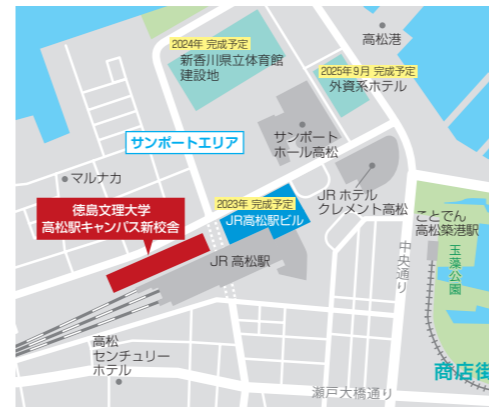 高松港
2024年 完成予定
新香川県立体育館
建設地
2025年9月 完成予定
外資系ホテル
サンポートエリア
サンポート
ホール高松
マルナカ
徳島文理大学
高松駅キャンパス新校舎
2023年 完成予定
JR高松駅ビル
JR ホテル
クレメント高松
ことでん
高松築港駅
JR 高松駅
中央通り
玉藻公園
高松
センチュリー
ホテル
商店街
瀬戸大橋通り